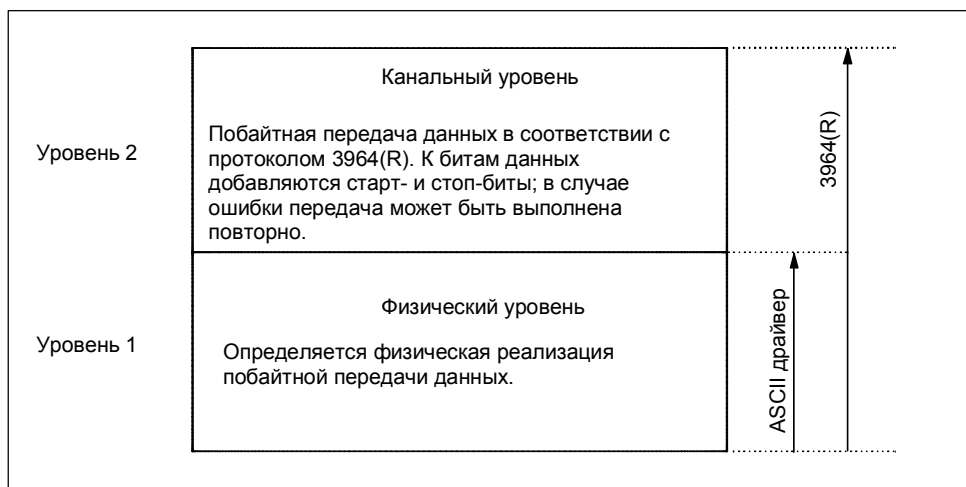 Канальный уровень
Уровень 2
Побайтная передача данных в соответствии с
протоколом 3964(R). К битам данных
добавляются старт- и стоп-биты; в случае
ошибки передача может быть выполнена
повторно.
3964(R)
Физический уровень
Уровень 1
Определяется физическая реализация
побайтной передачи данных.
ASCII драйвер